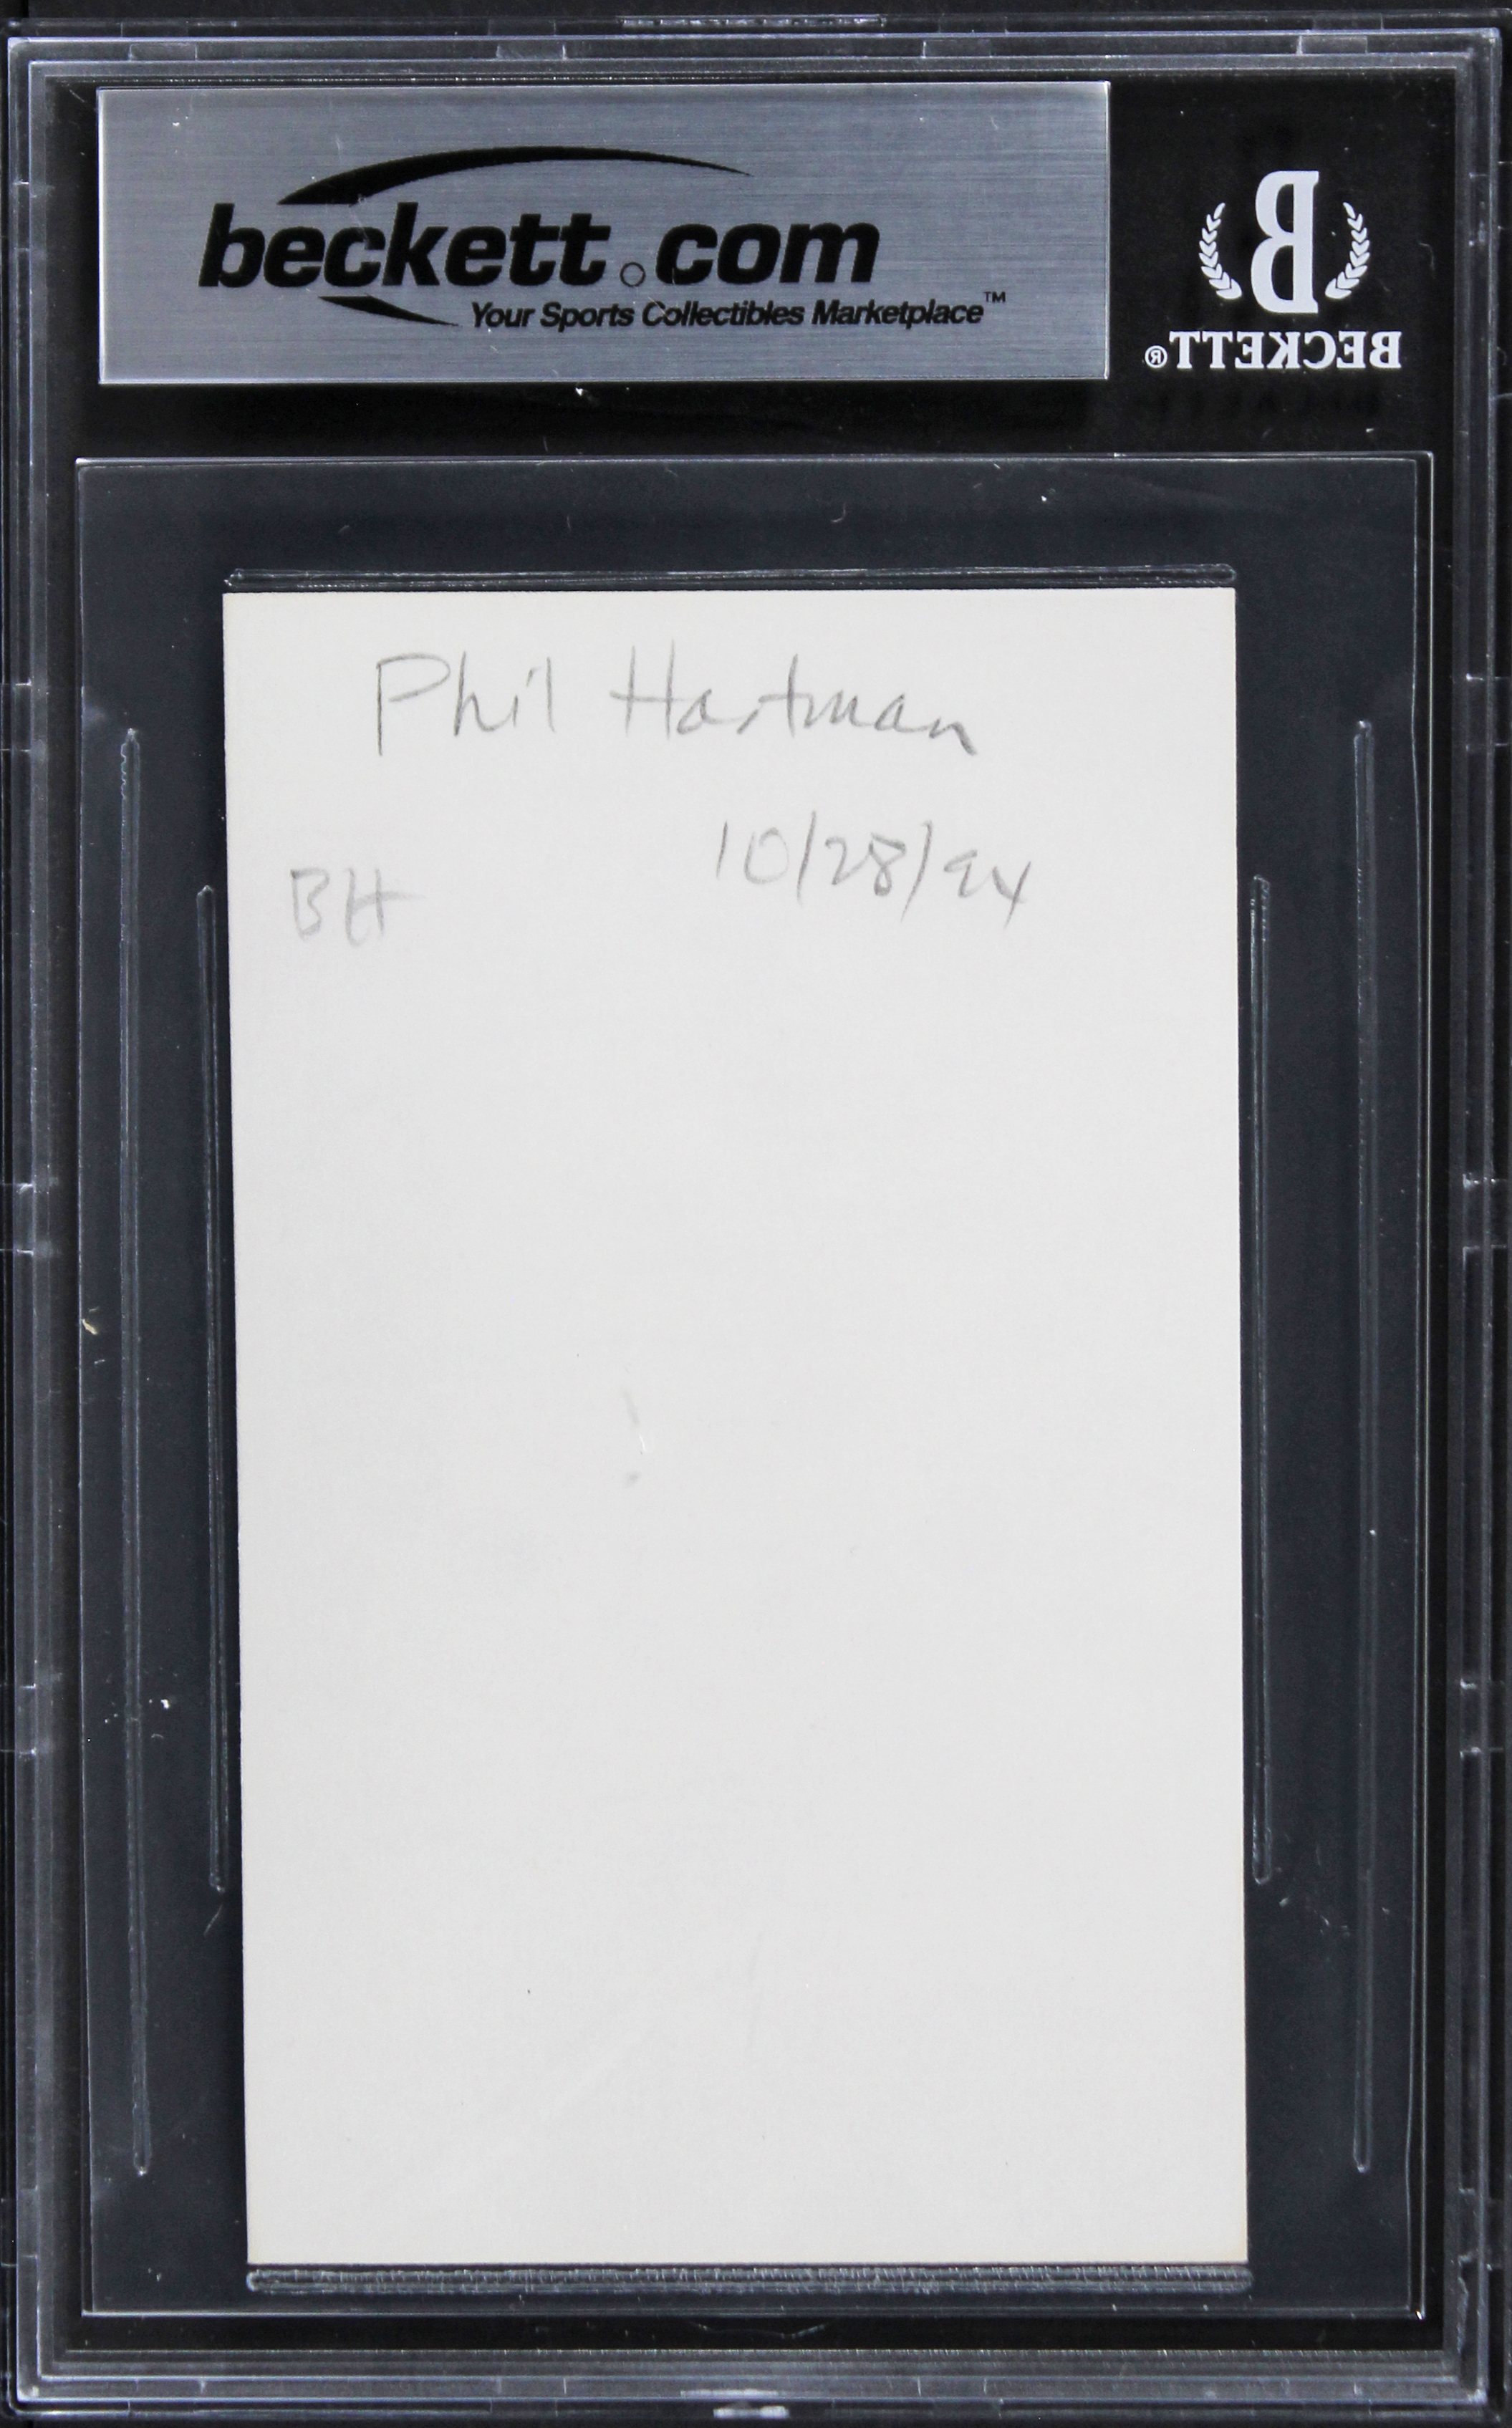 beckett.com
Your Sports Collectibles Marketplace™
B
BECKETT®
Phil Hartman
10/28/94
BH